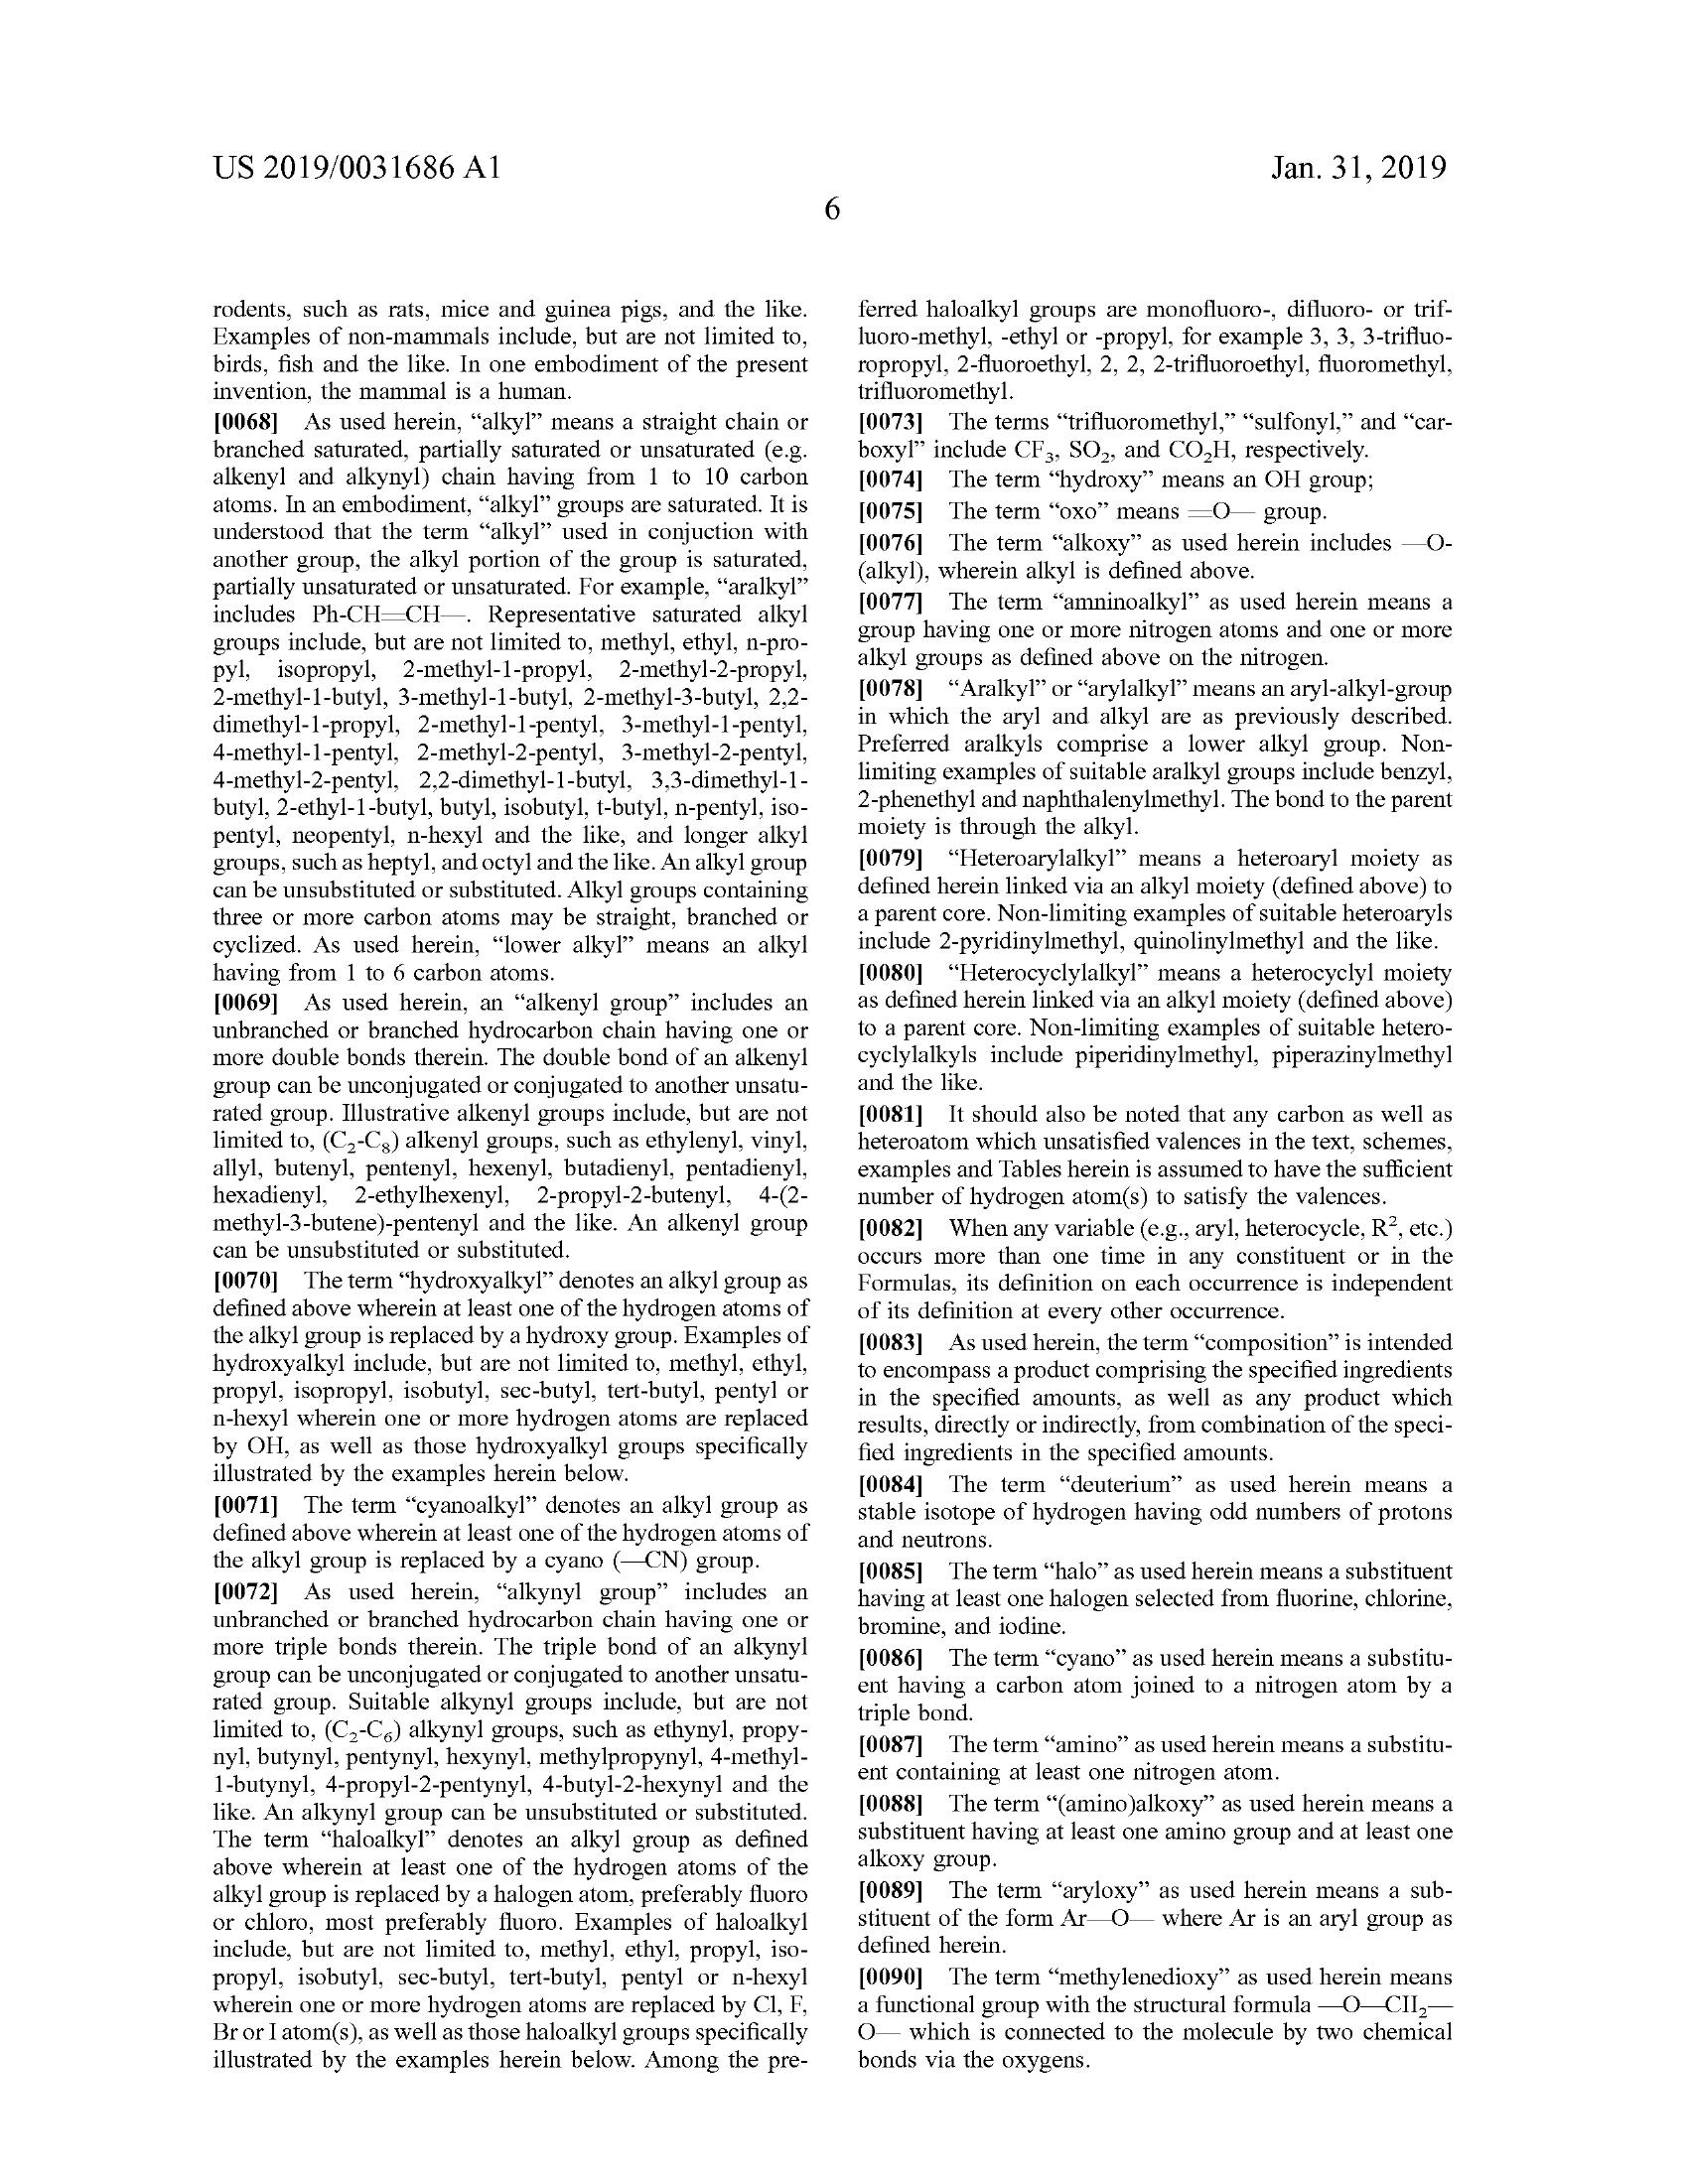 US 2019/0031686 A1
Jan. 31, 2019
6
rodents, such as rats, mice and guinea pigs, and the like.
Examples of non-mammals include, but are not limited to,
birds, fish and the like. In one embodiment of the present
invention, the mammal is a human.
[0068] As used herein, “alkyl” means a straight chain or
branched saturated, partially saturated or unsaturated (e.g.
alkenyl and alkynyl) chain having from 1 to 10 carbon
atoms. In an embodiment, “alkyl” groups are saturated. It is
understood that the term “alkyl” used in conjuction with
another group, the alkyl portion of the group is saturated,
partially unsaturated or unsaturated. For example, “aralkyl”
includes Ph-CH═CH—. Representative saturated alkyl
groups include, but are not limited to, methyl, ethyl, n-pro-
pyl, isopropyl, 2-methyl-1-propyl, 2-methyl-2-propyl,
2-methyl-1-butyl, 3-methyl-1-butyl, 2-methyl-3-butyl, 2,2-
dimethyl-1-propyl, 2-methyl-1-pentyl, 3-methyl-1-pentyl,
4-methyl-1-pentyl, 2-methyl-2-pentyl, 3-methyl-2-pentyl,
4-methyl-2-pentyl, 2,2-dimethyl-1-butyl, 3,3-dimethyl-1-
butyl, 2-ethyl-1-butyl, butyl, isobutyl, t-butyl, n-pentyl, iso-
pentyl, neopentyl, n-hexyl and the like, and longer alkyl
groups, such as heptyl, and octyl and the like. An alkyl group
can be unsubstituted or substituted. Alkyl groups containing
three or more carbon atoms may be straight, branched or
cyclized. As used herein, “lower alkyl” means an alkyl
having from 1 to 6 carbon atoms.
[0069] As used herein, an “alkenyl group” includes an
unbranched or branched hydrocarbon chain having one or
more double bonds therein. The double bond of an alkenyl
group can be unconjugated or conjugated to another unsatu-
rated group. Illustrative alkenyl groups include, but are not
limited to, (C₂-C₈) alkenyl groups, such as ethylenyl, vinyl,
allyl, butenyl, pentenyl, hexenyl, butadienyl, pentadienyl,
hexadienyl, 2-ethylhexenyl, 2-propyl-2-butenyl, 4-(2-
methyl-3-butene)-pentenyl and the like. An alkenyl group
can be unsubstituted or substituted.
[0070] The term “hydroxyalkyl” denotes an alkyl group as
defined above wherein at least one of the hydrogen atoms of
the alkyl group is replaced by a hydroxy group. Examples of
hydroxyalkyl include, but are not limited to, methyl, ethyl,
propyl, isopropyl, isobutyl, sec-butyl, tert-butyl, pentyl or
n-hexyl wherein one or more hydrogen atoms are replaced
by OH, as well as those hydroxyalkyl groups specifically
illustrated by the examples herein below.
[0071] The term “cyanoalkyl” denotes an alkyl group as
defined above wherein at least one of the hydrogen atoms of
the alkyl group is replaced by a cyano (—CN) group.
[0072] As used herein, “alkynyl group” includes an
unbranched or branched hydrocarbon chain having one or
more triple bonds therein. The triple bond of an alkynyl
group can be unconjugated or conjugated to another unsatu-
rated group. Suitable alkynyl groups include, but are not
limited to, (C₂-C₆) alkynyl groups, such as ethynyl, propy-
nyl, butynyl, pentynyl, hexynyl, methylpropynyl, 4-methyl-
1-butynyl, 4-propyl-2-pentynyl, 4-butyl-2-hexynyl and the
like. An alkynyl group can be unsubstituted or substituted.
The term “haloalkyl” denotes an alkyl group as defined
above wherein at least one of the hydrogen atoms of the
alkyl group is replaced by a halogen atom, preferably fluoro
or chloro, most preferably fluoro. Examples of haloalkyl
include, but are not limited to, methyl, ethyl, propyl, iso-
propyl, isobutyl, sec-butyl, tert-butyl, pentyl or n-hexyl
wherein one or more hydrogen atoms are replaced by Cl, F,
Br or I atom(s), as well as those haloalkyl groups specifically
illustrated by the examples herein below. Among the pre-
ferred haloalkyl groups are monofluoro-, difluoro- or trif-
luoro-methyl, -ethyl or -propyl, for example 3, 3, 3-trifluo-
ropropyl, 2-fluoroethyl, 2, 2, 2-trifluoroethyl, fluoromethyl,
trifluoromethyl.
[0073] The terms “trifluoromethyl,” “sulfonyl,” and “car-
boxyl” include CF₃, SO₂, and CO₂H, respectively.
[0074] The term “hydroxy” means an OH group;
[0075] The term “oxo” means ═O— group.
[0076] The term “alkoxy” as used herein includes —O-
(alkyl), wherein alkyl is defined above.
[0077] The term “amninoalkyl” as used herein means a
group having one or more nitrogen atoms and one or more
alkyl groups as defined above on the nitrogen.
[0078] “Aralkyl” or “arylalkyl” means an aryl-alkyl-group
in which the aryl and alkyl are as previously described.
Preferred aralkyls comprise a lower alkyl group. Non-
limiting examples of suitable aralkyl groups include benzyl,
2-phenethyl and naphthalenylmethyl. The bond to the parent
moiety is through the alkyl.
[0079] “Heteroarylalkyl” means a heteroaryl moiety as
defined herein linked via an alkyl moiety (defined above) to
a parent core. Non-limiting examples of suitable heteroaryls
include 2-pyridinylmethyl, quinolinylmethyl and the like.
[0080] “Heterocyclylalkyl” means a heterocyclyl moiety
as defined herein linked via an alkyl moiety (defined above)
to a parent core. Non-limiting examples of suitable hetero-
cyclylalkyls include piperidinylmethyl, piperazinylmethyl
and the like.
[0081] It should also be noted that any carbon as well as
heteroatom which unsatisfied valences in the text, schemes,
examples and Tables herein is assumed to have the sufficient
number of hydrogen atom(s) to satisfy the valences.
[0082] When any variable (e.g., aryl, heterocycle, R², etc.)
occurs more than one time in any constituent or in the
Formulas, its definition on each occurrence is independent
of its definition at every other occurrence.
[0083] As used herein, the term “composition” is intended
to encompass a product comprising the specified ingredients
in the specified amounts, as well as any product which
results, directly or indirectly, from combination of the speci-
fied ingredients in the specified amounts.
[0084] The term “deuterium” as used herein means a
stable isotope of hydrogen having odd numbers of protons
and neutrons.
[0085] The term “halo” as used herein means a substituent
having at least one halogen selected from fluorine, chlorine,
bromine, and iodine.
[0086] The term “cyano” as used herein means a substitu-
ent having a carbon atom joined to a nitrogen atom by a
triple bond.
[0087] The term “amino” as used herein means a substitu-
ent containing at least one nitrogen atom.
[0088] The term “(amino)alkoxy” as used herein means a
substituent having at least one amino group and at least one
alkoxy group.
[0089] The term “aryloxy” as used herein means a sub-
stituent of the form Ar—O— where Ar is an aryl group as
defined herein.
[0090] The term “methylenedioxy” as used herein means
a functional group with the structural formula —O—CH₂—
O— which is connected to the molecule by two chemical
bonds via the oxygens.